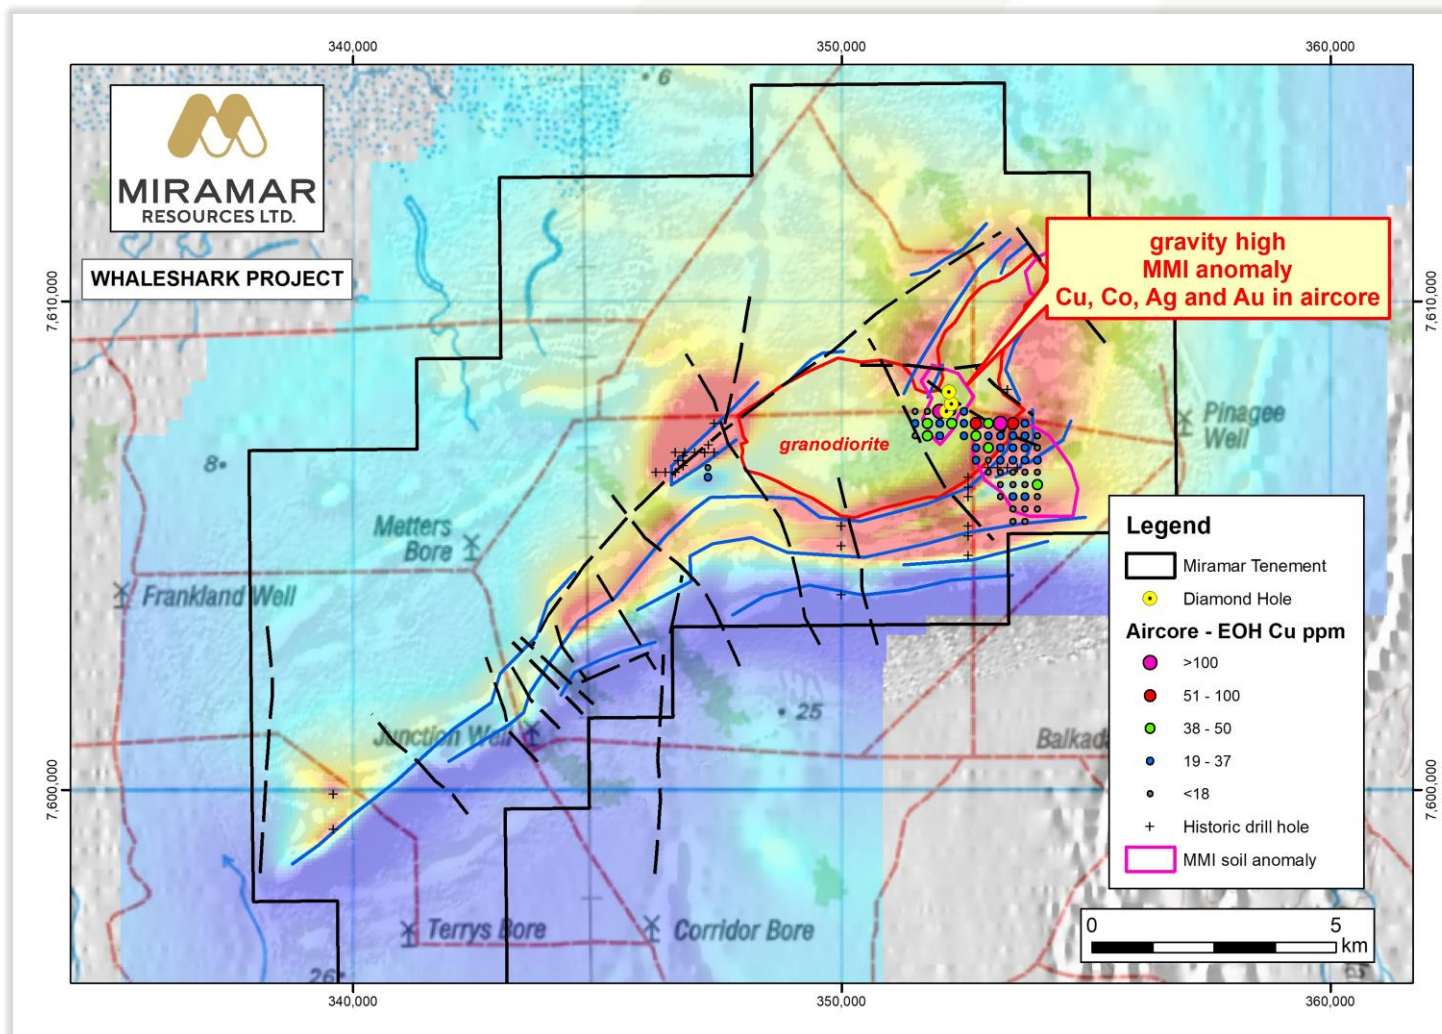 340,000
350,000
360,000
6
MIRAMAR
RESOURCES LTD.
WHALESHARK PROJECT
gravity high
MMI anomaly
Cu, Co, Ag and Au in aircore
7,610,000
7,610,000
Pinagee
Well
granodiorite
8
Metters
Bore
Frankland Well
Legend
Miramar Tenement
Diamond Hole
Aircore - EOH Cu ppm
>100
51 - 100
38 - 50
19 - 37
<18
Historic drill hole
MMI soil anomaly
25
Junction Well
Balkada
7,600,000
7,600,000
Terrys Bore
Corridor Bore
26
0
5
km
340,000
350,000
360,000